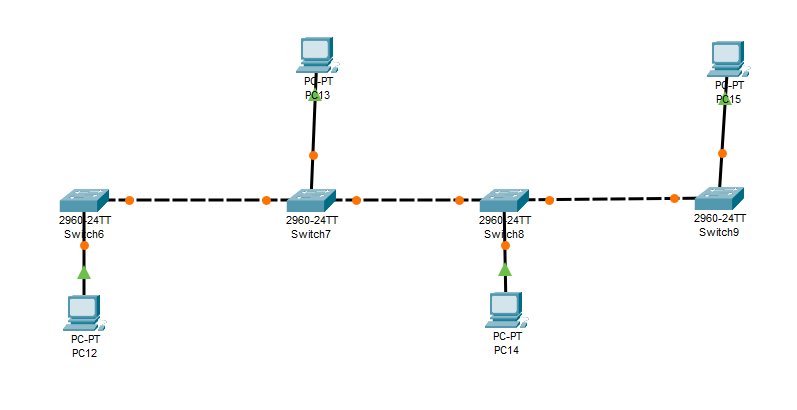 PC-PT
PC13
PC-PT
PC15
2960-24TT
Switch6
2960-24TT
Switch7
2960-24TT
Switch8
2960-24TT
Switch9
PC-PT
PC12
PC-PT
PC14